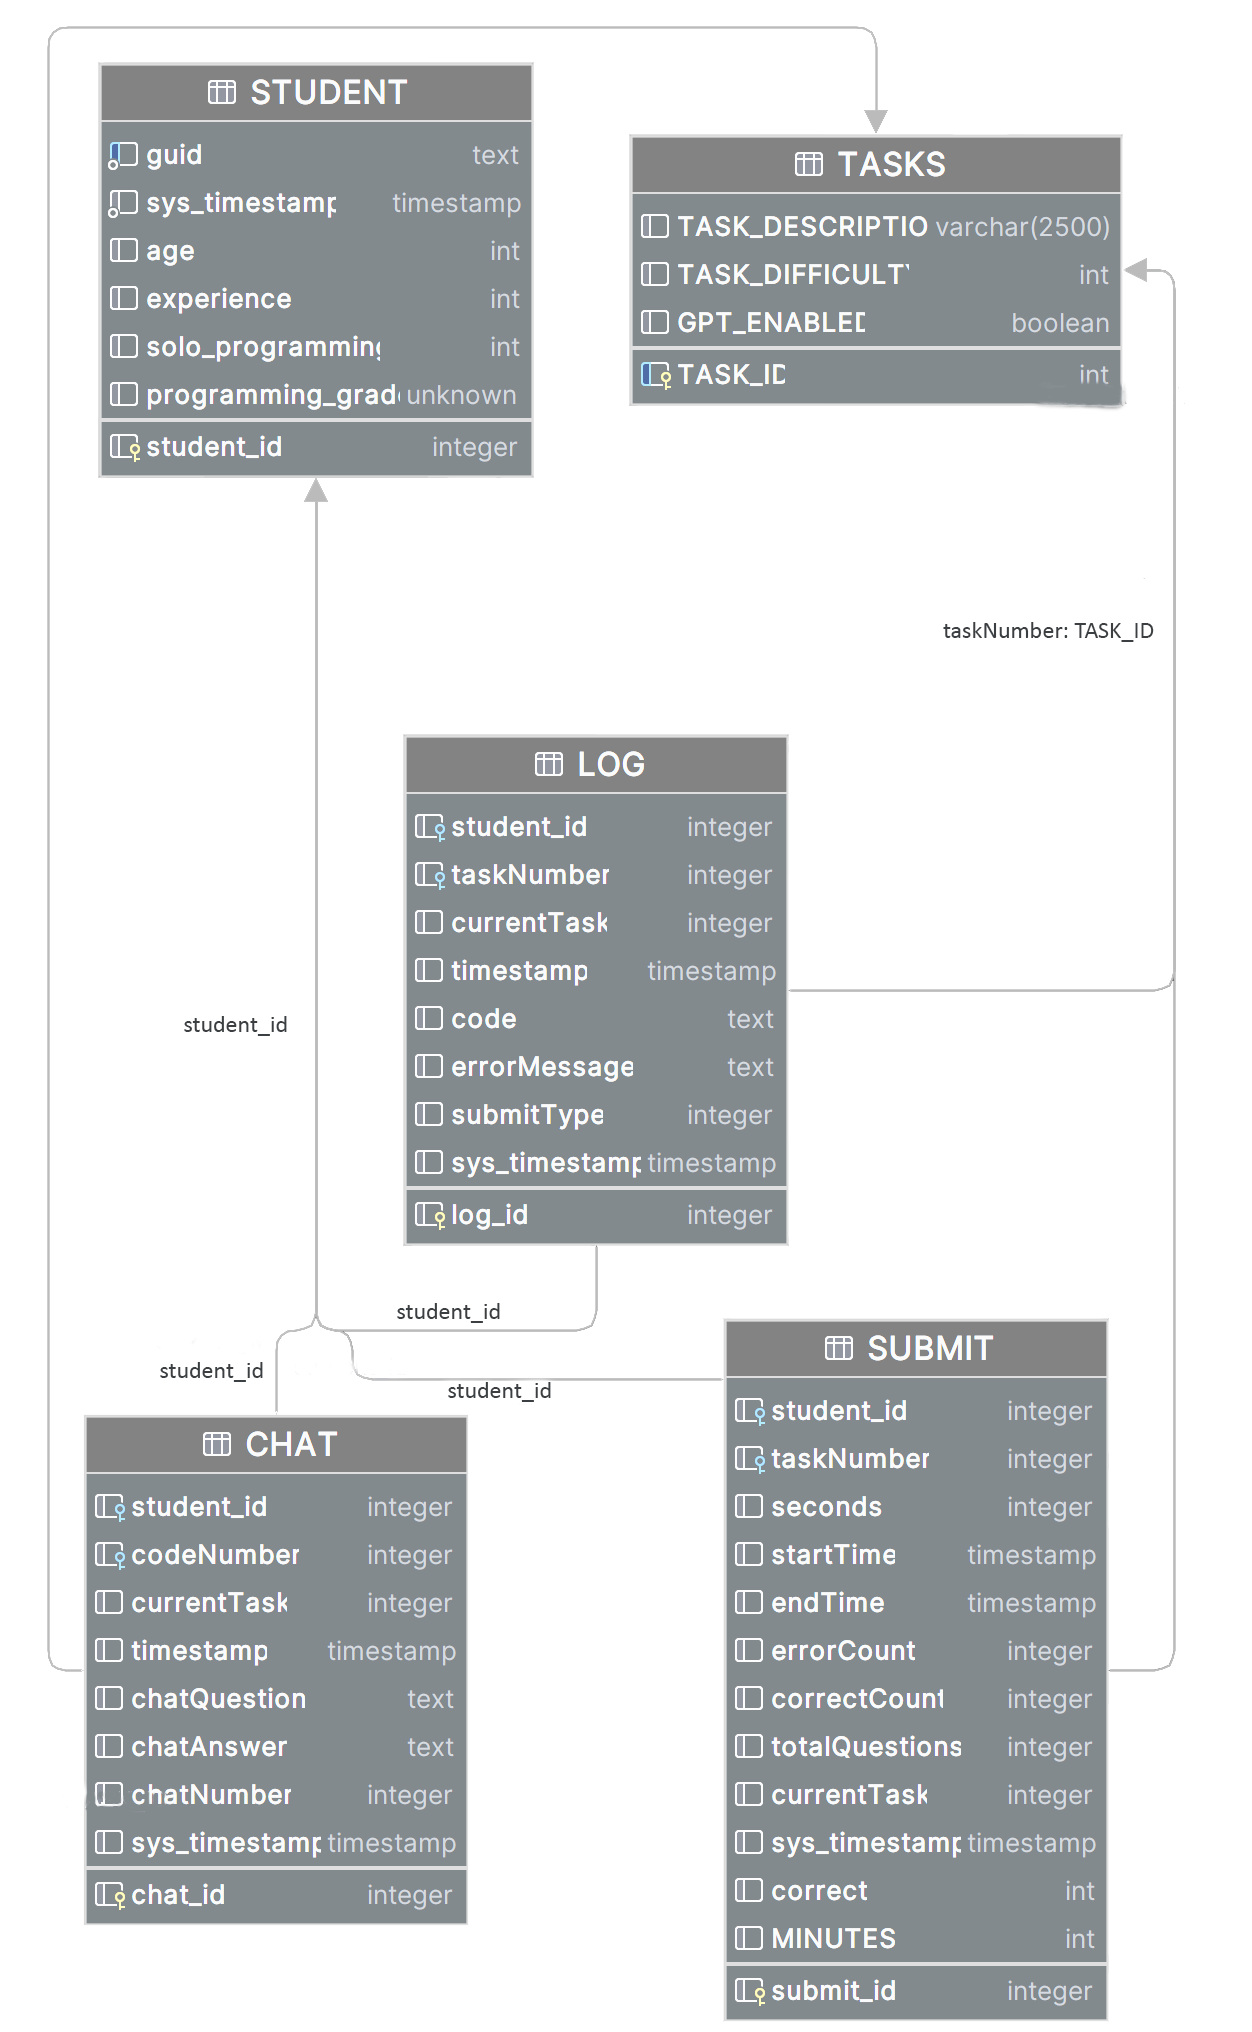 STUDENT
guid text
sys_timestamp timestamp
age int
experience int
solo_programming int
programming_grad unknown
student_id integer
TASKS
TASK_DESCRIPTIO varchar(2500)
TASK_DIFFICULTY int
GPT_ENABLED boolean
TASK_ID int
taskNumber: TASK_ID
LOG
student_id integer
taskNumber integer
currentTask integer
timestamp timestamp
code text
errorMessage text
submitType integer
sys_timestamp timestamp
log_id integer
student_id
student_id
student_id
student_id
CHAT
student_id integer
codeNumber integer
currentTask integer
timestamp timestamp
chatQuestion text
chatAnswer text
chatNumber integer
sys_timestamp timestamp
chat_id integer
SUBMIT
student_id integer
taskNumber integer
seconds integer
startTime timestamp
endTime timestamp
errorCount integer
correctCount integer
totalQuestions integer
currentTask integer
sys_timestamp timestamp
correct int
MINUTES int
submit_id integer